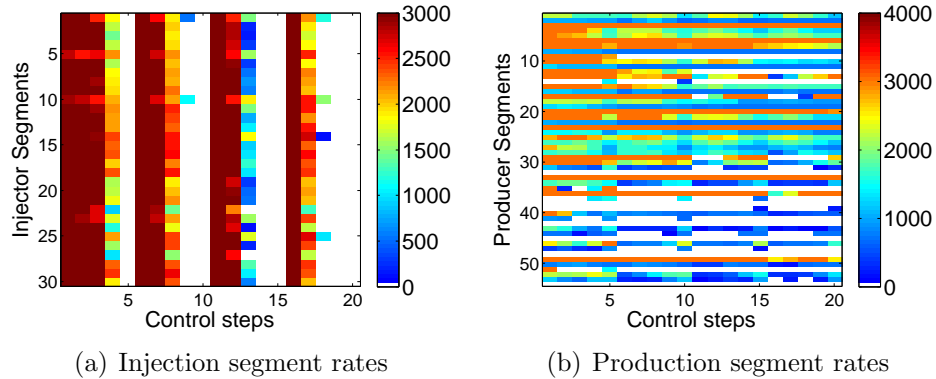 5
10
15
20
25
30
Injector Segments
5 10 15 20
Control steps
3000
2500
2000
1500
1000
500
0
(a) Injection segment rates
10
20
30
40
50
Producer Segments
5 10 15 20
Control steps
4000
3000
2000
1000
0
(b) Production segment rates